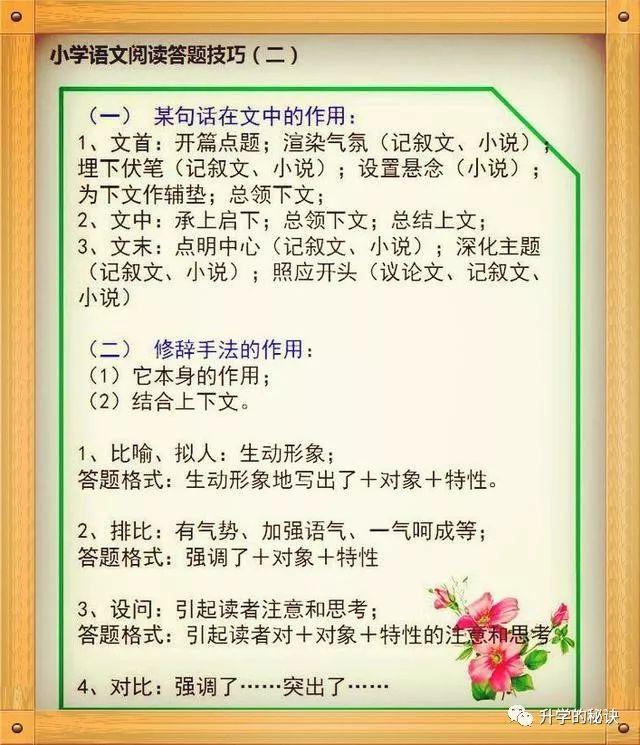 小学语文阅读答题技巧（二）
（一） 某句话在文中的作用：
1、文首：开篇点题；渲染气氛（记叙文、小说）；
埋下伏笔（记叙文、小说）；设置悬念（小说）；
为下文作辅垫；总领下文；
2、文中：承上启下；总领下文；总结上文；
3、文末：点明中心（记叙文、小说）；深化主题
（记叙文、小说）；照应开头（议论文、记叙文、
小说）
（二） 修辞手法的作用：
（1）它本身的作用；
（2）结合上下文。
1、比喻、拟人：生动形象；
答题格式：生动形象地写出了＋对象＋特性。
2、排比：有气势、加强语气、一气呵成等；
答题格式：强调了＋对象＋特性
3、设问：引起读者注意和思考；
答题格式：引起读者对＋对象＋特性的注意和思考
4、对比：强调了……突出了……
升学的秘诀